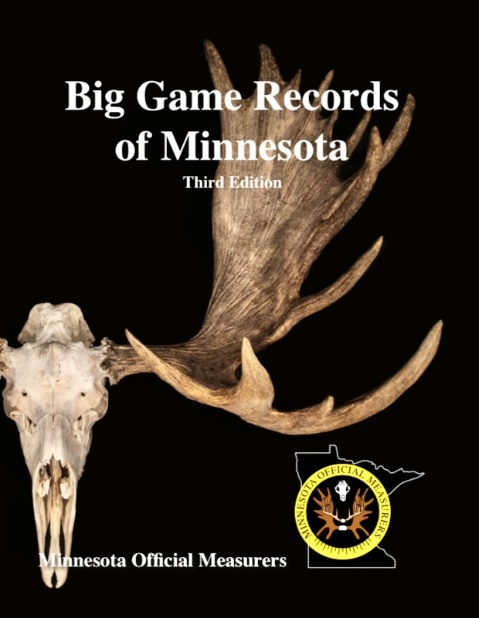 Big Game Records
of Minnesota
Third Edition
MINNESOTA OFFICIAL MEASURERS
Minnesota Official Measurers